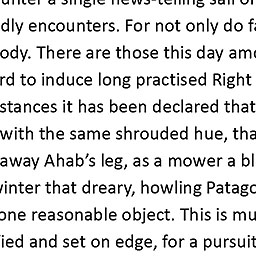 unter a single news-telling sail of
dly encounters. For not only do fa
ody. There are those this day amo
rd to induce long practised Right
stances it has been declared that
with the same shrouded hue, tha
away Ahab’s leg, as a mower a bl
winter that dreary, howling Patago
one reasonable object. This is mu
fied and set on edge, for a pursuit